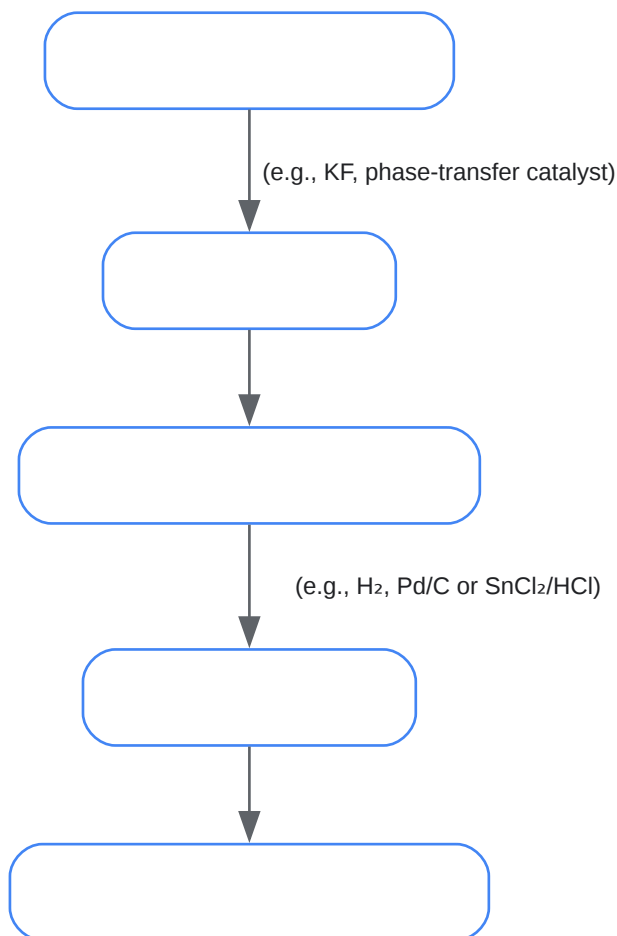 (e.g., KF, phase-transfer catalyst)
(e.g., H₂, Pd/C or SnCl₂/HCl)